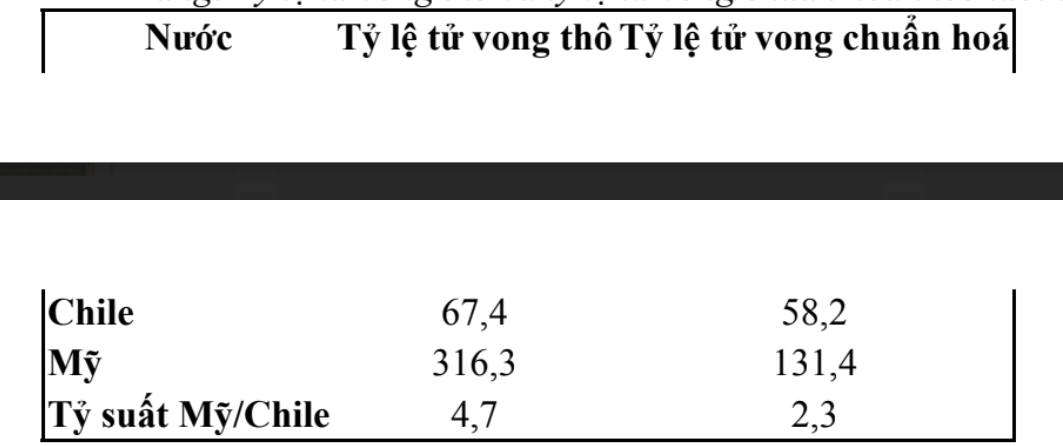 Nước Tỷ lệ tử vong thô Tỷ lệ tử vong chuẩn hoá
Chile 67,4 58,2
Mỹ 316,3 131,4
Tỷ suất Mỹ/Chile 4,7 2,3